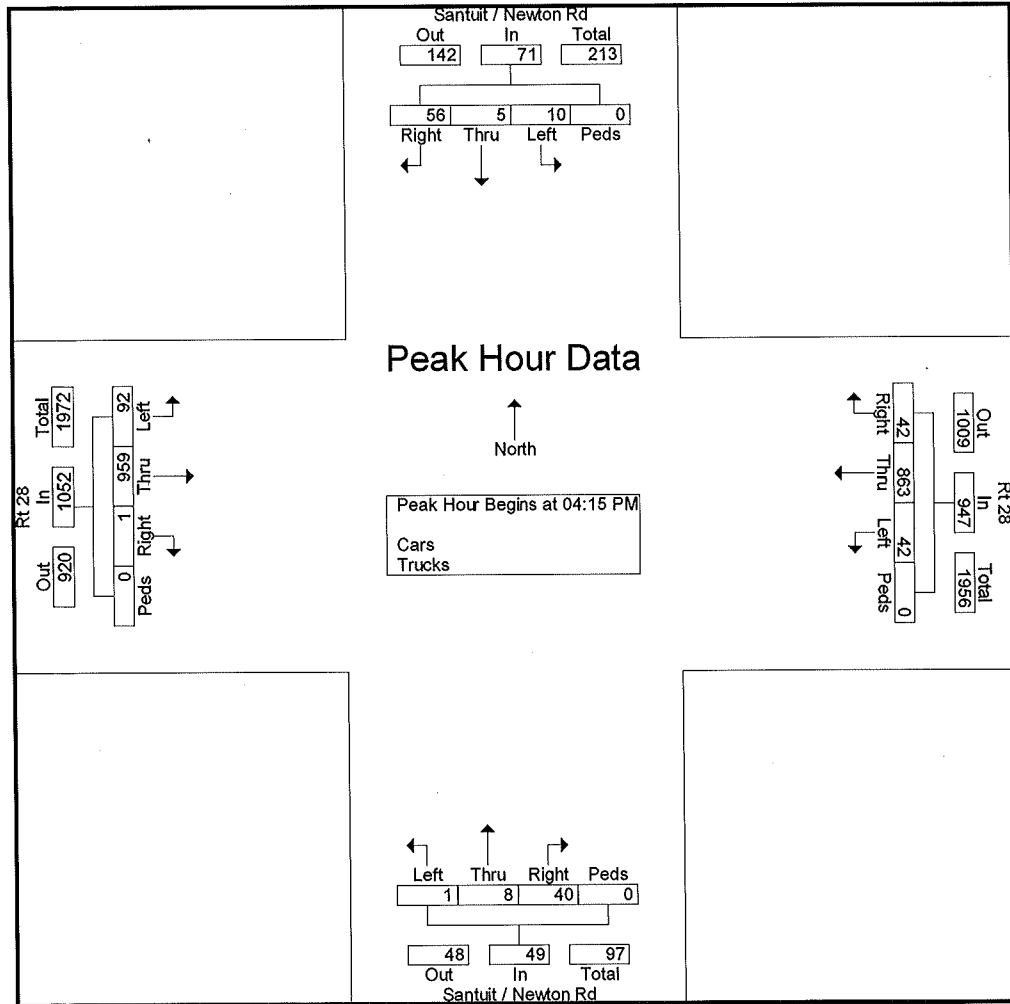 Santuit / Newton Rd
Out In Total
142 71 213
56 5 10 0
Right Thru Left Peds
Peak Hour Data
North
Peak Hour Begins at 04:15 PM
Cars
Trucks
Rt 28
Total In Out
1972 1052 920
92 959 1 0
Left Thru Right Peds
Rt 28
Out In Total
1009 947 1956
42 863 42 0
Right Thru Left Peds
Left Thru Right Peds
1 8 40 0
48 49 97
Out In Total
Santuit / Newton Rd